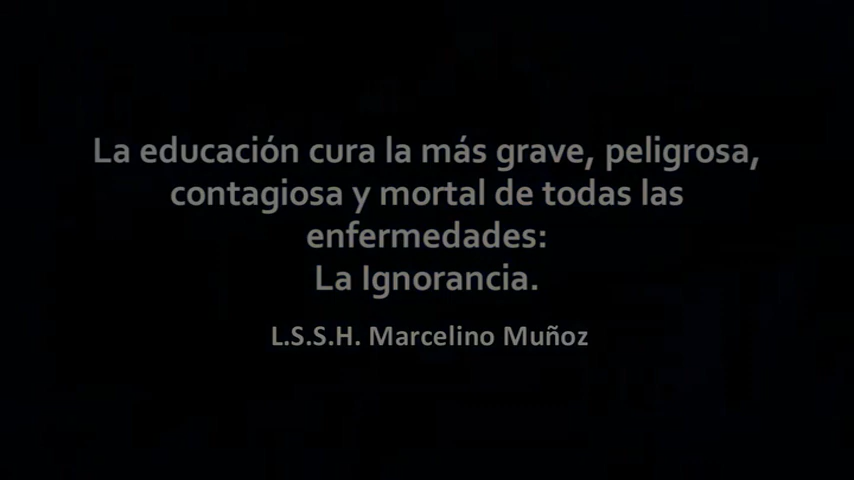 La educación cura la más grave, peligrosa,
contagiosa y mortal de todas las
enfermedades:
La Ignorancia.
L.S.S.H. Marcelino Muñoz